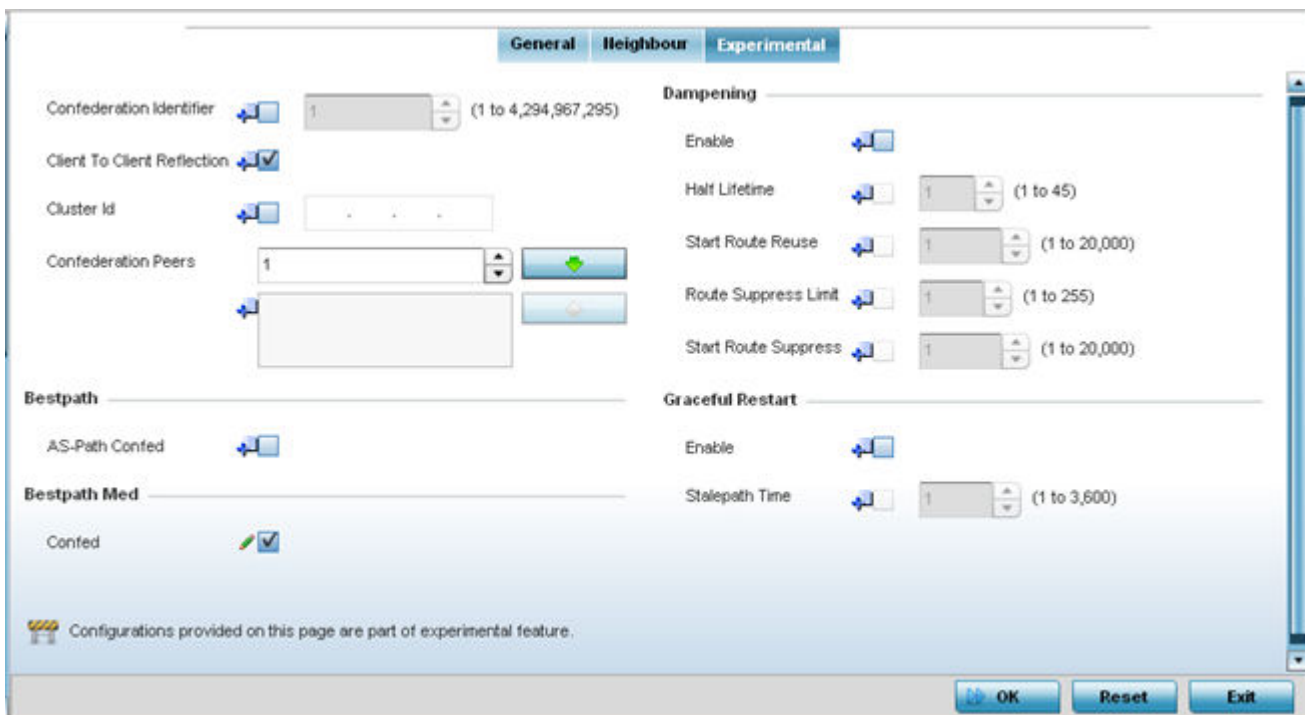 General Neighbour Experimental
Confederation Identifier 1 (1 to 4,294,967,295)
Client To Client Reflection
Cluster Id . . .
Confederation Peers 1
Bestpath
AS-Path Confed
Bestpath Med
Confed
Dampening
Enable
Half Lifetime 1 (1 to 45)
Start Route Reuse 1 (1 to 20,000)
Route Suppress Limit 1 (1 to 255)
Start Route Suppress 1 (1 to 20,000)
Graceful Restart
Enable
Stalepath Time 1 (1 to 3,600)
Configurations provided on this page are part of experimental feature.
OK Reset Exit